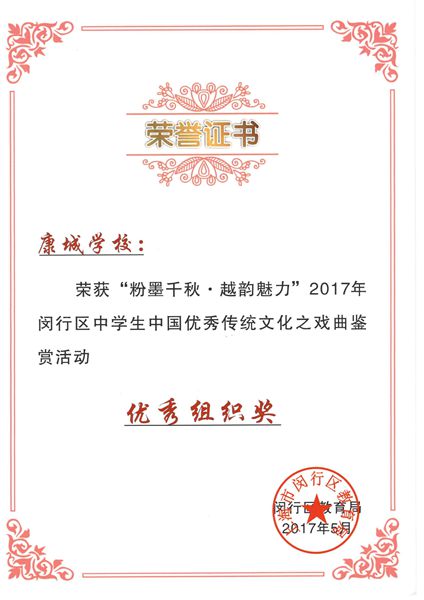 荣誉证书
康城学校：
荣获“粉墨千秋·越韵魅力”2017年
闵行区中学生中国优秀传统文化之戏曲鉴
赏活动
优秀组织奖
上海市闵行区教育局
闵行区教育局
2017年5月